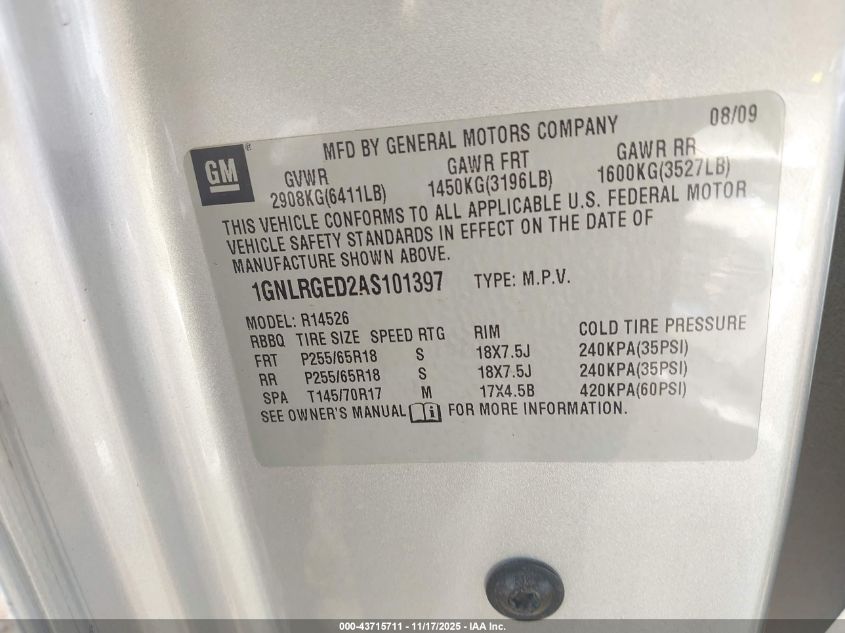 08/09
GM ®
MFD BY GENERAL MOTORS COMPANY
GVWR GAWR FRT GAWR RR
2908KG(6411LB) 1450KG(3196LB) 1600KG(3527LB)
THIS VEHICLE CONFORMS TO ALL APPLICABLE U.S. FEDERAL MOTOR
VEHICLE SAFETY STANDARDS IN EFFECT ON THE DATE OF
MANUFACTURE SHOWN ABOVE.
1GNLRGED2AS101397 TYPE: M.P.V.
MODEL: R14526
RBBQ TIRE SIZE SPEED RTG RIM COLD TIRE PRESSURE
FRT P255/65R18 S 18X7.5J 240KPA(35PSI)
RR P255/65R18 S 18X7.5J 240KPA(35PSI)
SPA T145/70R17 M 17X4.5B 420KPA(60PSI)
SEE OWNER'S MANUAL FOR MORE INFORMATION.
000-43715711 - 11/17/2025 - IAA Inc.